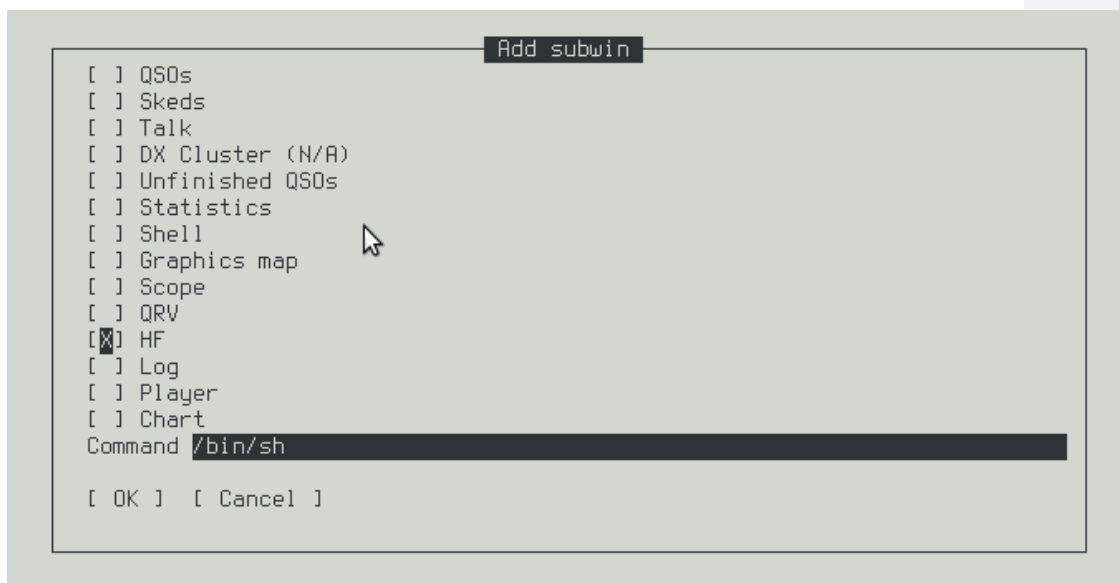 Add subwin
[ ] QSOs
[ ] Skeds
[ ] Talk
[ ] DX Cluster (N/A)
[ ] Unfinished QSOs
[ ] Statistics
[ ] Shell
[ ] Graphics map
[ ] Scope
[ ] QRV
[X] HF
[ ] Log
[ ] Player
[ ] Chart
Command /bin/sh
[ OK ] [ Cancel ]